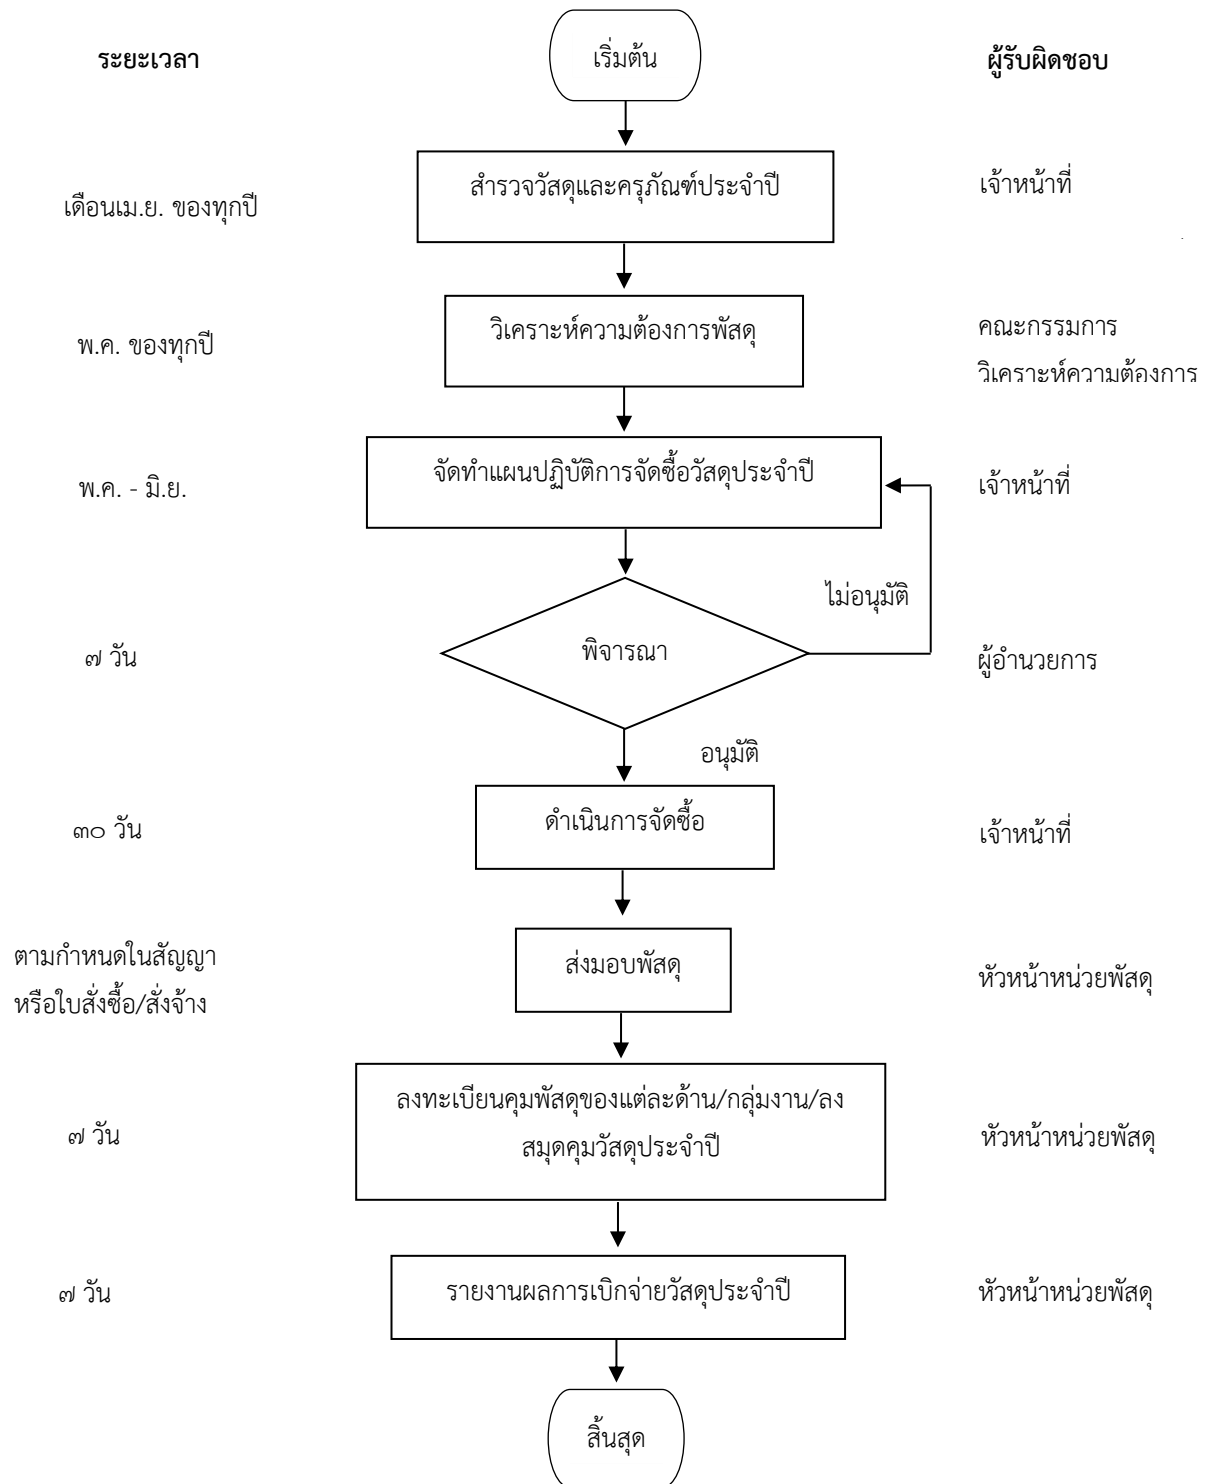 ระยะเวลา
เริ่มต้น
ผู้รับผิดชอบ
เดือนเม.ย. ของทุกปี
สำรวจวัสดุและครุภัณฑ์ประจำปี
เจ้าหน้าที่
พ.ค. ของทุกปี
วิเคราะห์ความต้องการพัสดุ
คณะกรรมการ
วิเคราะห์ความต้องการ
พ.ค. - มิ.ย.
จัดทำแผนปฏิบัติการจัดซื้อวัสดุประจำปี
เจ้าหน้าที่
ไม่อนุมัติ
๗ วัน
พิจารณา
ผู้อำนวยการ
อนุมัติ
๓๐ วัน
ดำเนินการจัดซื้อ
เจ้าหน้าที่
ตามกำหนดในสัญญา
หรือใบสั่งซื้อ/สั่งจ้าง
ส่งมอบพัสดุ
หัวหน้าหน่วยพัสดุ
๗ วัน
ลงทะเบียนคุมพัสดุของแต่ละด้าน/กลุ่มงาน/ลง
สมุดคุมวัสดุประจำปี
หัวหน้าหน่วยพัสดุ
๗ วัน
รายงานผลการเบิกจ่ายวัสดุประจำปี
หัวหน้าหน่วยพัสดุ
สิ้นสุด